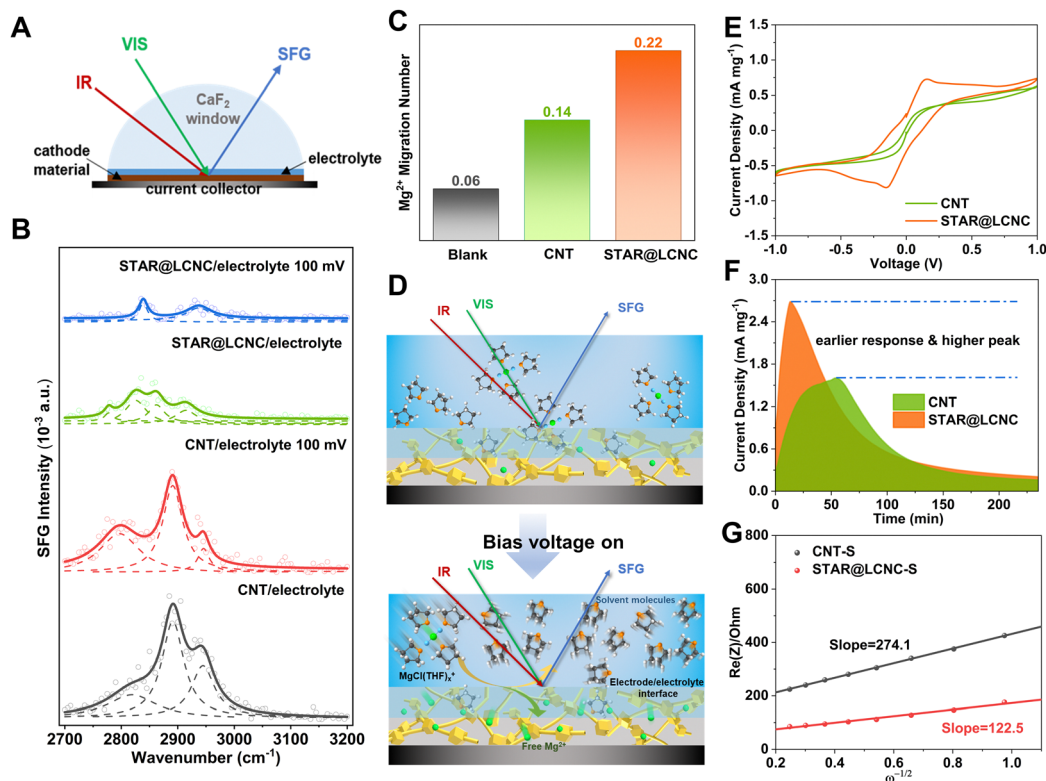 A
VIS
SFG
IR
CaF2
window
cathode
material
electrolyte
current collector
B
STAR@LCNC/electrolyte 100 mV
STAR@LCNC/electrolyte
CNT/electrolyte 100 mV
CNT/electrolyte
SFG Intensity (10⁻³ a.u.)
2700 2800 2900 3000 3100 3200
Wavenumber (cm⁻¹)
C
Mg²⁺ Migration Number
0.06
0.14
0.22
Blank CNT STAR@LCNC
D
IR
VIS
SFG
Bias voltage on
IR
VIS
SFG
Solvent molecules
MgCl(THF)ₓ⁺
Electrode/electrolyte
interface
Free Mg²⁺
E
Current Density (mA mg⁻¹)
1.5
1.0
0.5
0.0
-0.5
-1.0
-1.5
CNT
STAR@LCNC
-1.0 -0.5 0.0 0.5 1.0
Voltage (V)
F
Current Density (mA mg⁻¹)
3.0
2.4
1.8
1.2
0.6
0.0
earlier response & higher peak
CNT
STAR@LCNC
0 50 100 150 200
Time (min)
G
Re(Z)/Ohm
800
600
400
200
0
CNT-S
STAR@LCNC-S
Slope=274.1
Slope=122.5
0.2 0.4 0.6 0.8 1.0
ω⁻¹/²